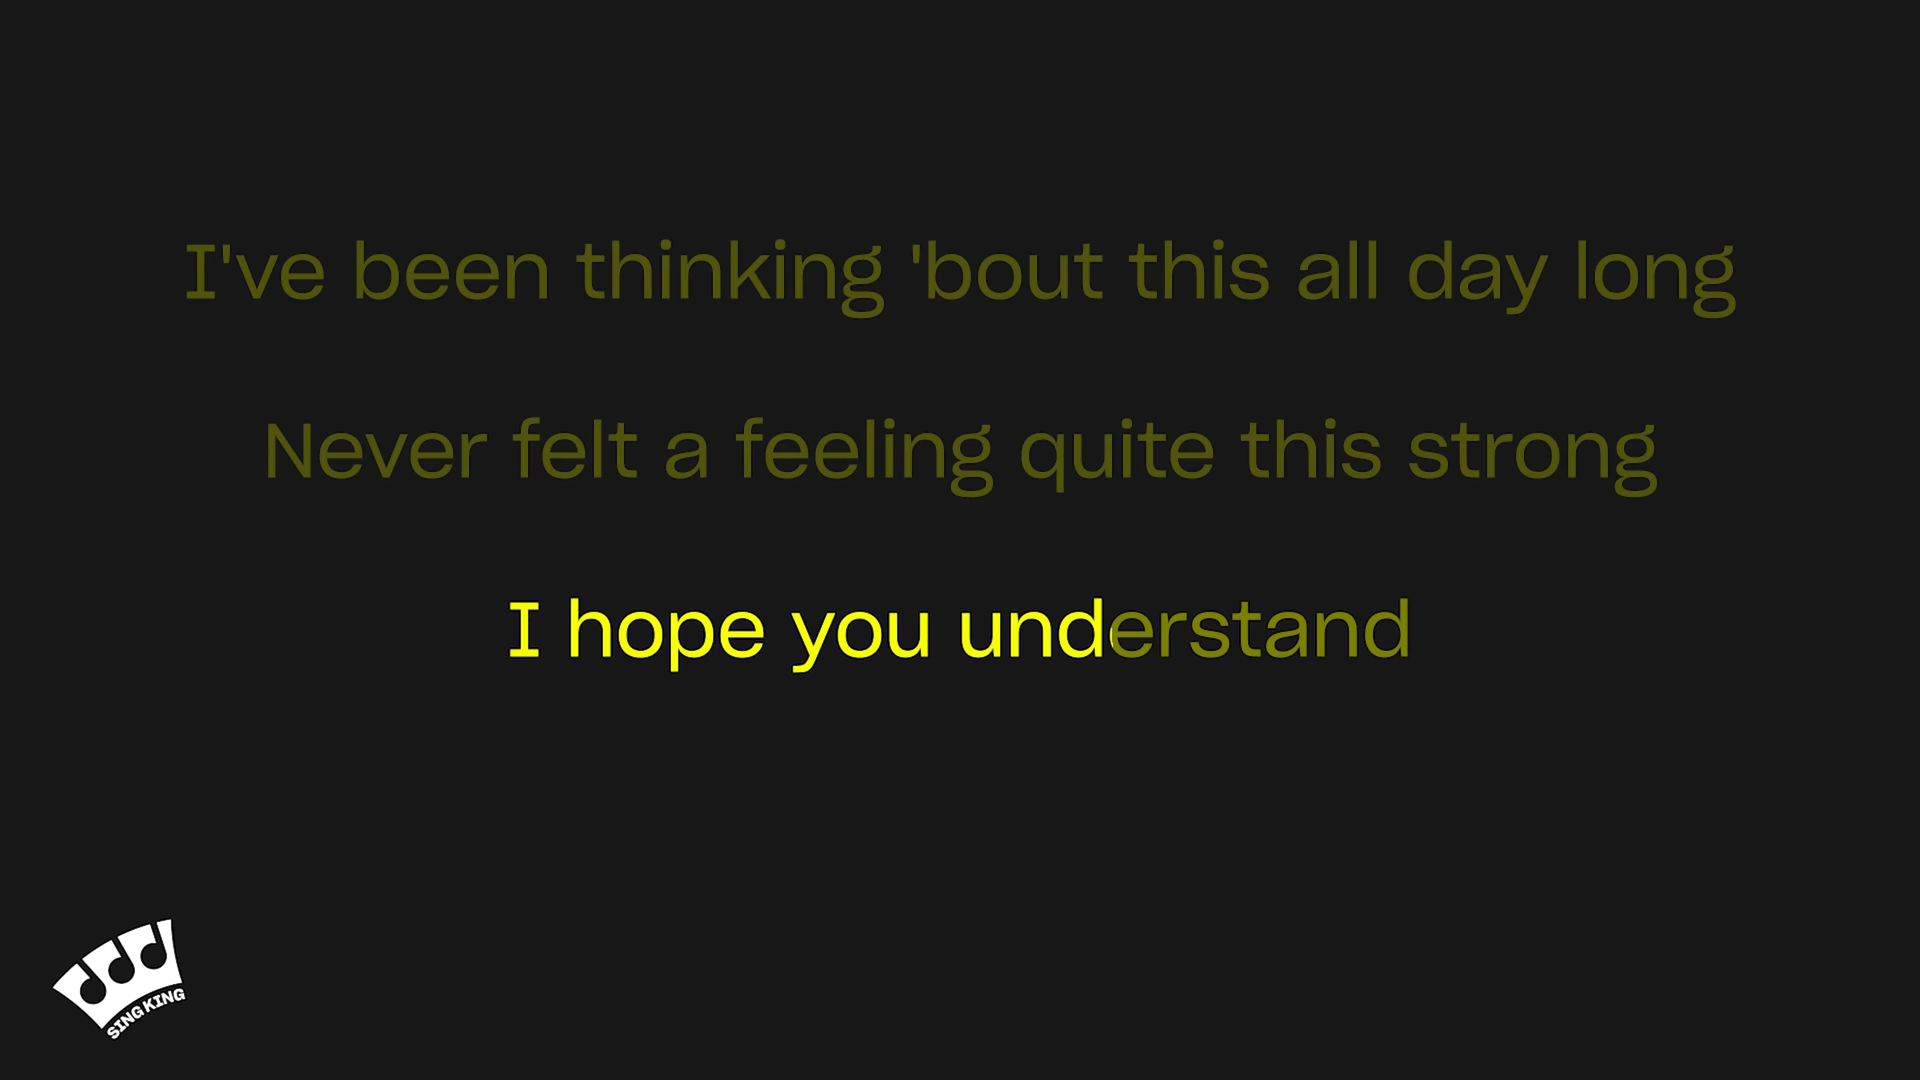 I've been thinking 'bout this all day long
Never felt a feeling quite this strong
I hope you understand
SING KING